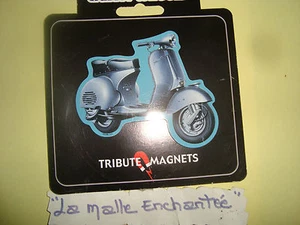 TRIBUTE MAGNETS
"La malle Enchantée"